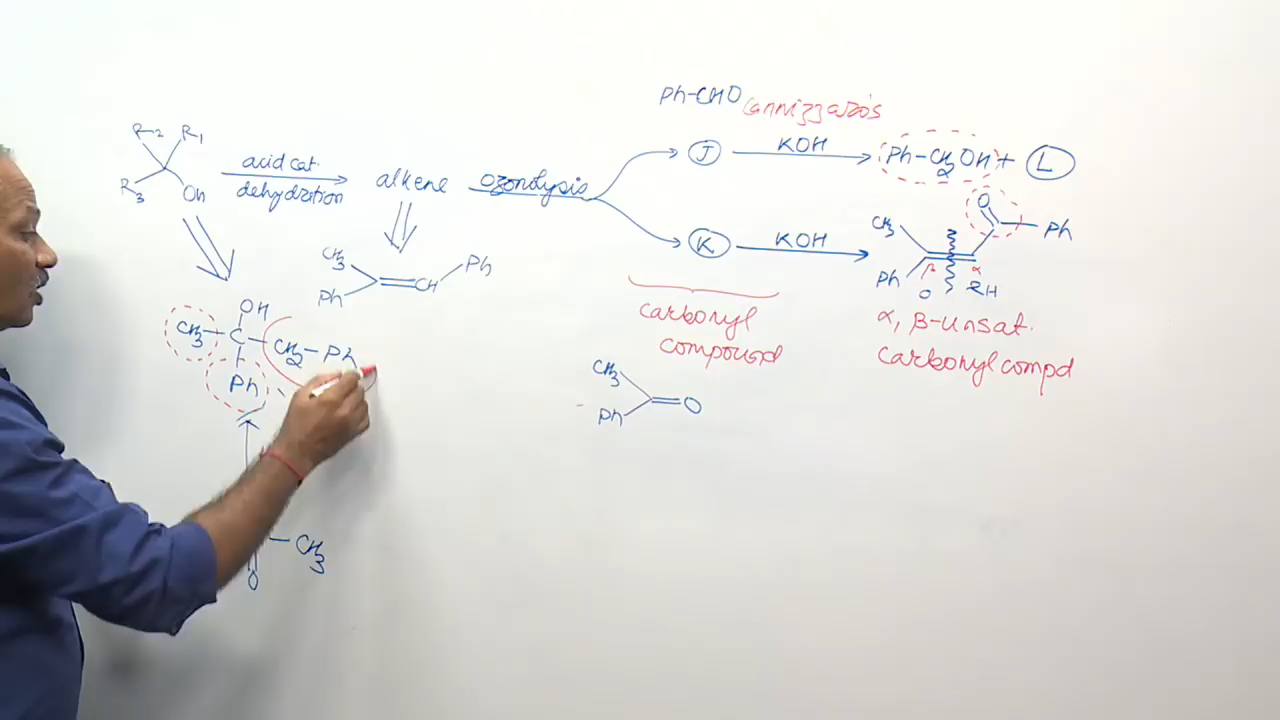 Ph-CHO cannizzaro's
R2 R1
R3 OH
acid cat.
dehydration
alkene
ozonolysis
J
KOH
Ph-CH2OH + L
α
K
KOH
CH3
O
Ph
Ph
β
α
O
2H
α, β-unsat.
carbonyl compd
carbonyl
compound
CH3
Ph
CH
Ph
OH
CH3-C-CH2-Ph
Ph
CH3
Ph
O
CH3
O